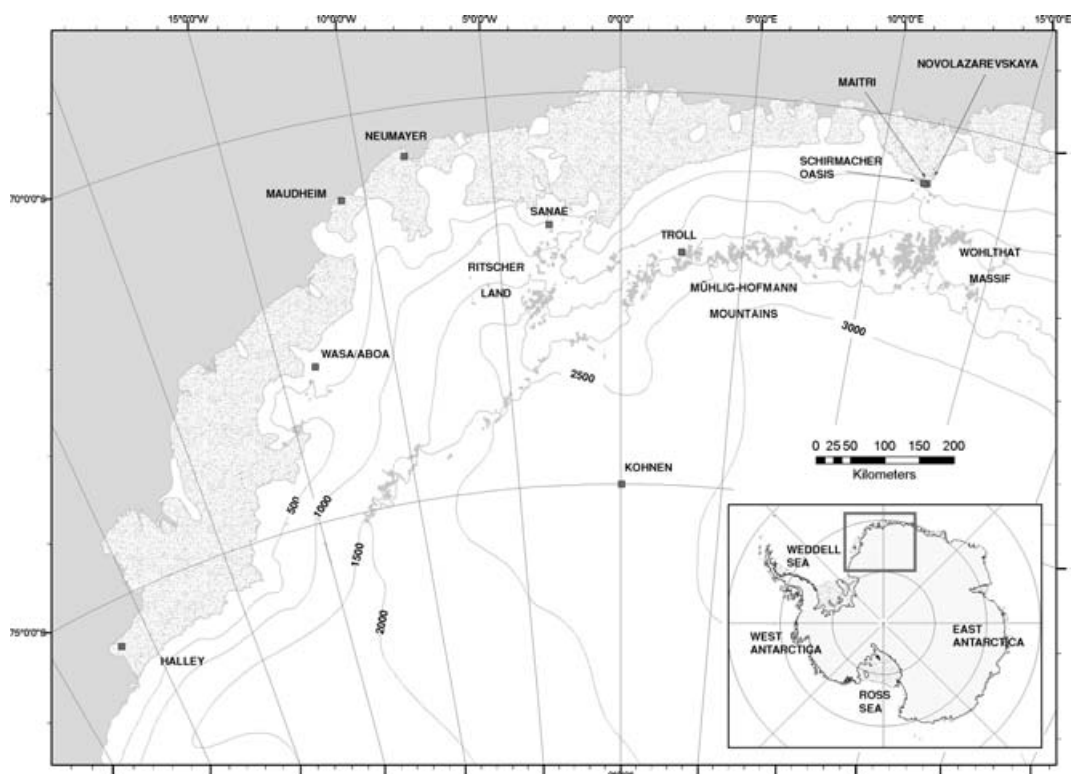 15°0'0"W
10°0'0"W
5°0'0"W
0°0'0"
5°0'0"E
10°0'0"E
15°0'0"E
NOVOLAZAREVSKAYA
MAITRI
NEUMAYER
SCHIRMACHER
OASIS
MAUDHEIM
70°0'0"S
SANAE
TROLL
RITSCHER
LAND
WOHLTHAT
MASSIF
MÜHLIG-HOFMANN
MOUNTAINS
3000
WASA/ABOA
2500
0 25 50 100 150 200
Kilometers
KOHNEN
500
1000
1500
2000
WEDDELL
SEA
WEST
ANTARCTICA
EAST
ANTARCTICA
ROSS
SEA
75°0'0"S
HALLEY